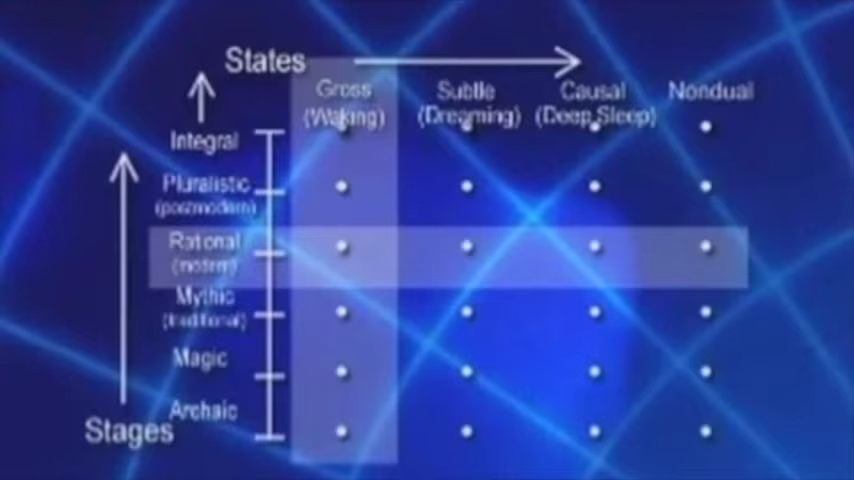 States
Gross
(Waking)
Subtle
(Dreaming)
Causal
(Deep Sleep)
Nondual
Integral
Pluralistic
(postmodern)
Rational
(modern)
Mythic
(traditional)
Magic
Archaic
Stages